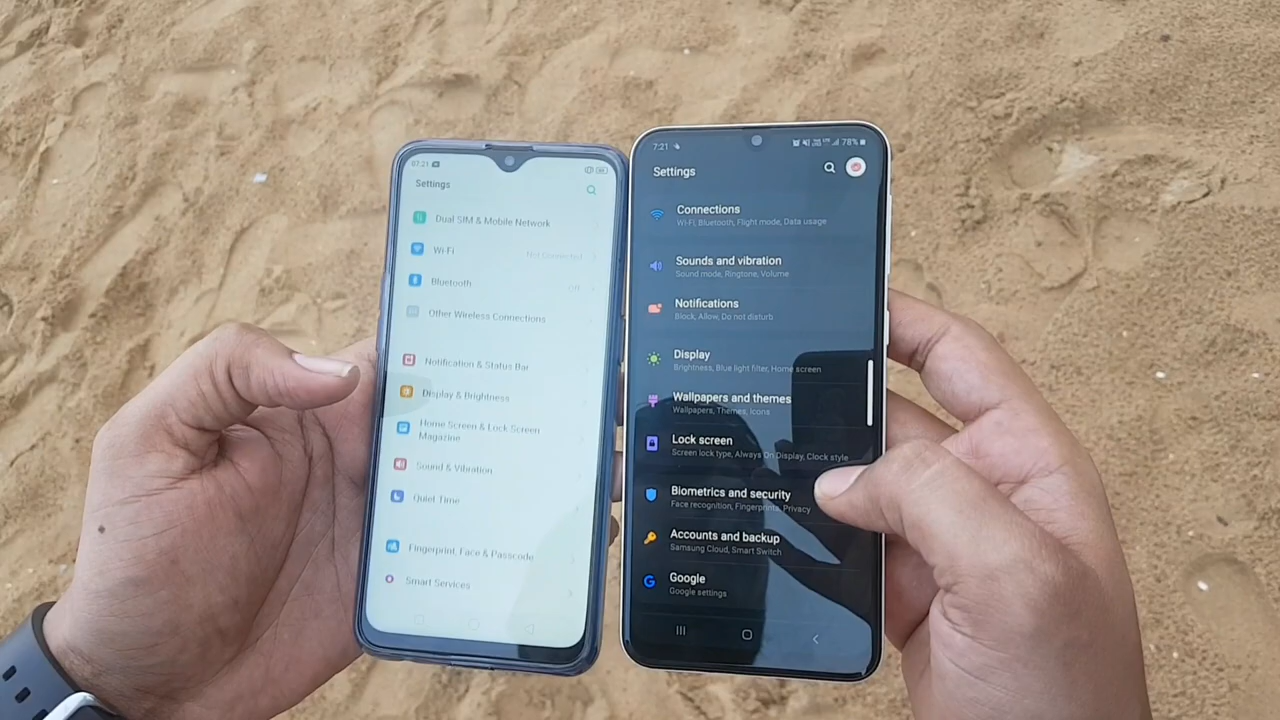 07:21
Settings
Dual SIM & Mobile Network
Wi-Fi
Not Connected
Bluetooth
Off
Other Wireless Connections
Notification & Status Bar
Display & Brightness
Home Screen & Lock Screen
Magazine
Sound & Vibration
Quiet Time
Fingerprint, Face & Passcode
Smart Services
7:21
78%
Settings
Connections
Wi-Fi, Bluetooth, Flight mode, Data usage
Sounds and vibration
Sound mode, Ringtone, Volume
Notifications
Block, Allow, Do not disturb
Display
Brightness, Blue light filter, Home screen
Wallpapers and themes
Wallpapers, Themes, Icons
Lock screen
Screen lock type, Always On Display, Clock style
Biometrics and security
Face recognition, Fingerprints, Privacy
Accounts and backup
Samsung Cloud, Smart Switch
Google
Google settings